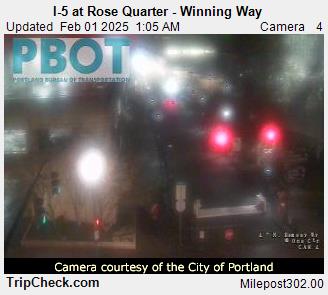 I-5 at Rose Quarter - Winning Way
Updated Feb 01 2025 1:05 AM Camera 4
PBOT
PORTLAND BUREAU OF TRANSPORTATION
Camera courtesy of the City of Portland
TripCheck.com Milepost302.00